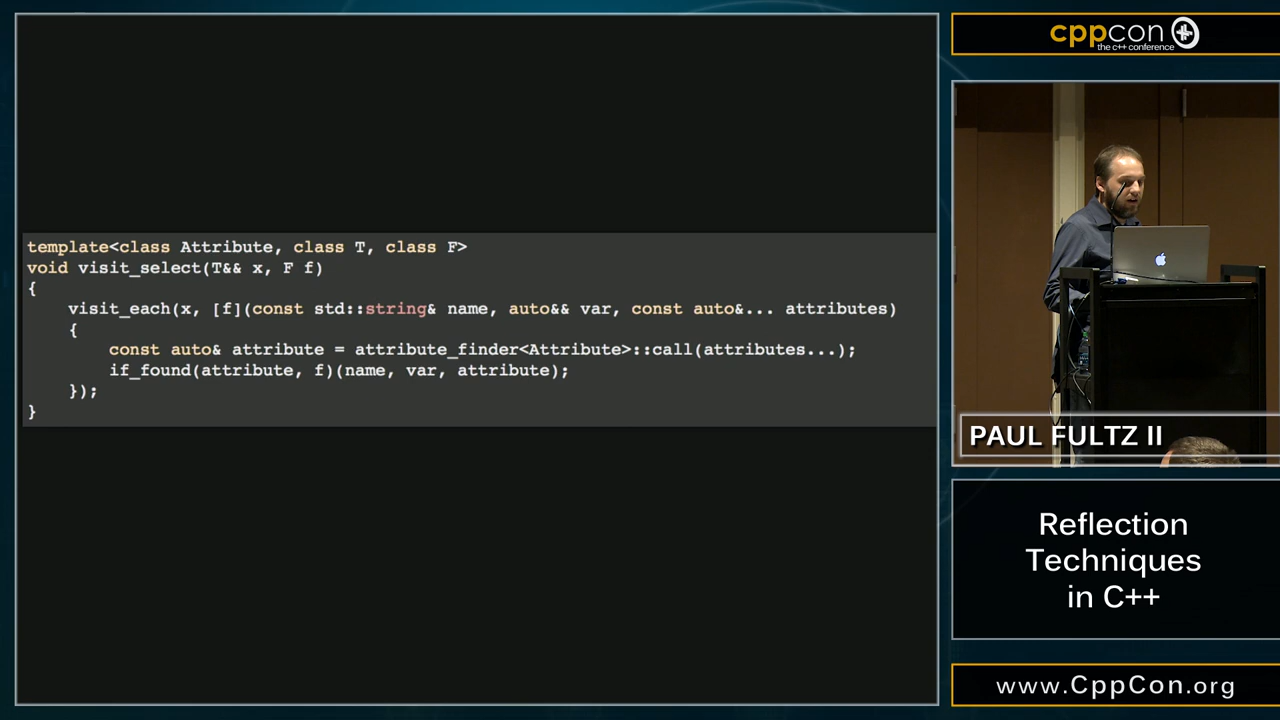 template<class Attribute, class T, class F>
void visit_select(T&& x, F f)
{
    visit_each(x, [f](const std::string& name, auto&& var, const auto&... attributes)
    {
        const auto& attribute = attribute_finder<Attribute>::call(attributes...);
        if_found(attribute, f)(name, var, attribute);
    });
}
cppcon
the c++ conference
PAUL FULTZ II
Reflection
Techniques
in C++
www.CppCon.org